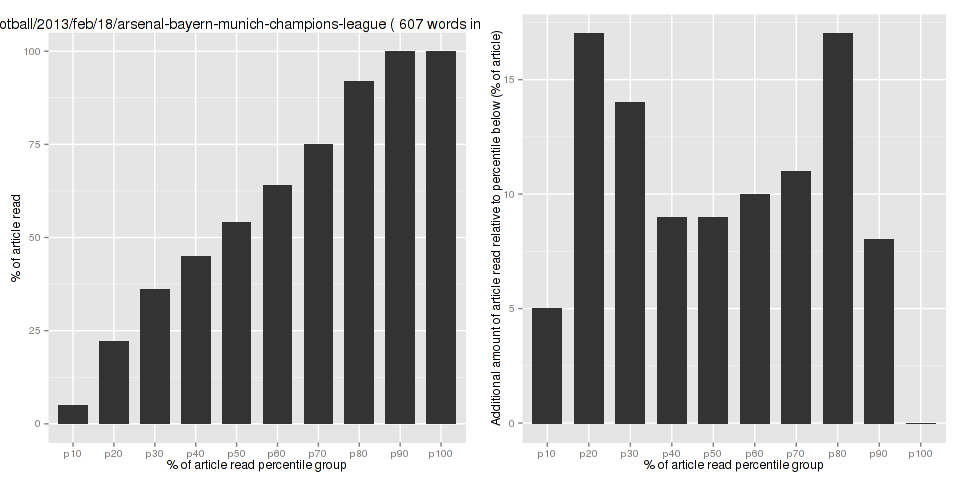 otball/2013/feb/18/arsenal-bayern-munich-champions-league ( 607 words in
100
75
50
25
0
% of article read
p10 p20 p30 p40 p50 p60 p70 p80 p90 p100
% of article read percentile group
15
10
5
0
Additional amount of article read relative to percentile below (% of article)
p10 p20 p30 p40 p50 p60 p70 p80 p90 p100
% of article read percentile group